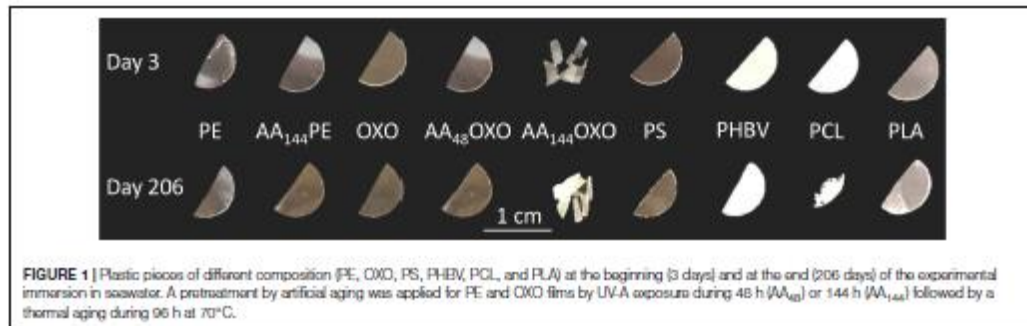 Day 3
PE AA₁₄₄PE OXO AA₄₈OXO AA₁₄₄OXO PS PHBV PCL PLA
Day 206
1 cm
FIGURE 1 | Plastic pieces of different composition (PE, OXO, PS, PHBV, PCL, and PLA) at the beginning (3 days) and at the end (206 days) of the experimental
immersion in seawater. A pretreatment by artificial aging was applied for PE and OXO films by UV-A exposure during 48 h (AA₄₈) or 144 h (AA₁₄₄) followed by a
thermal aging during 96 h at 70°C.